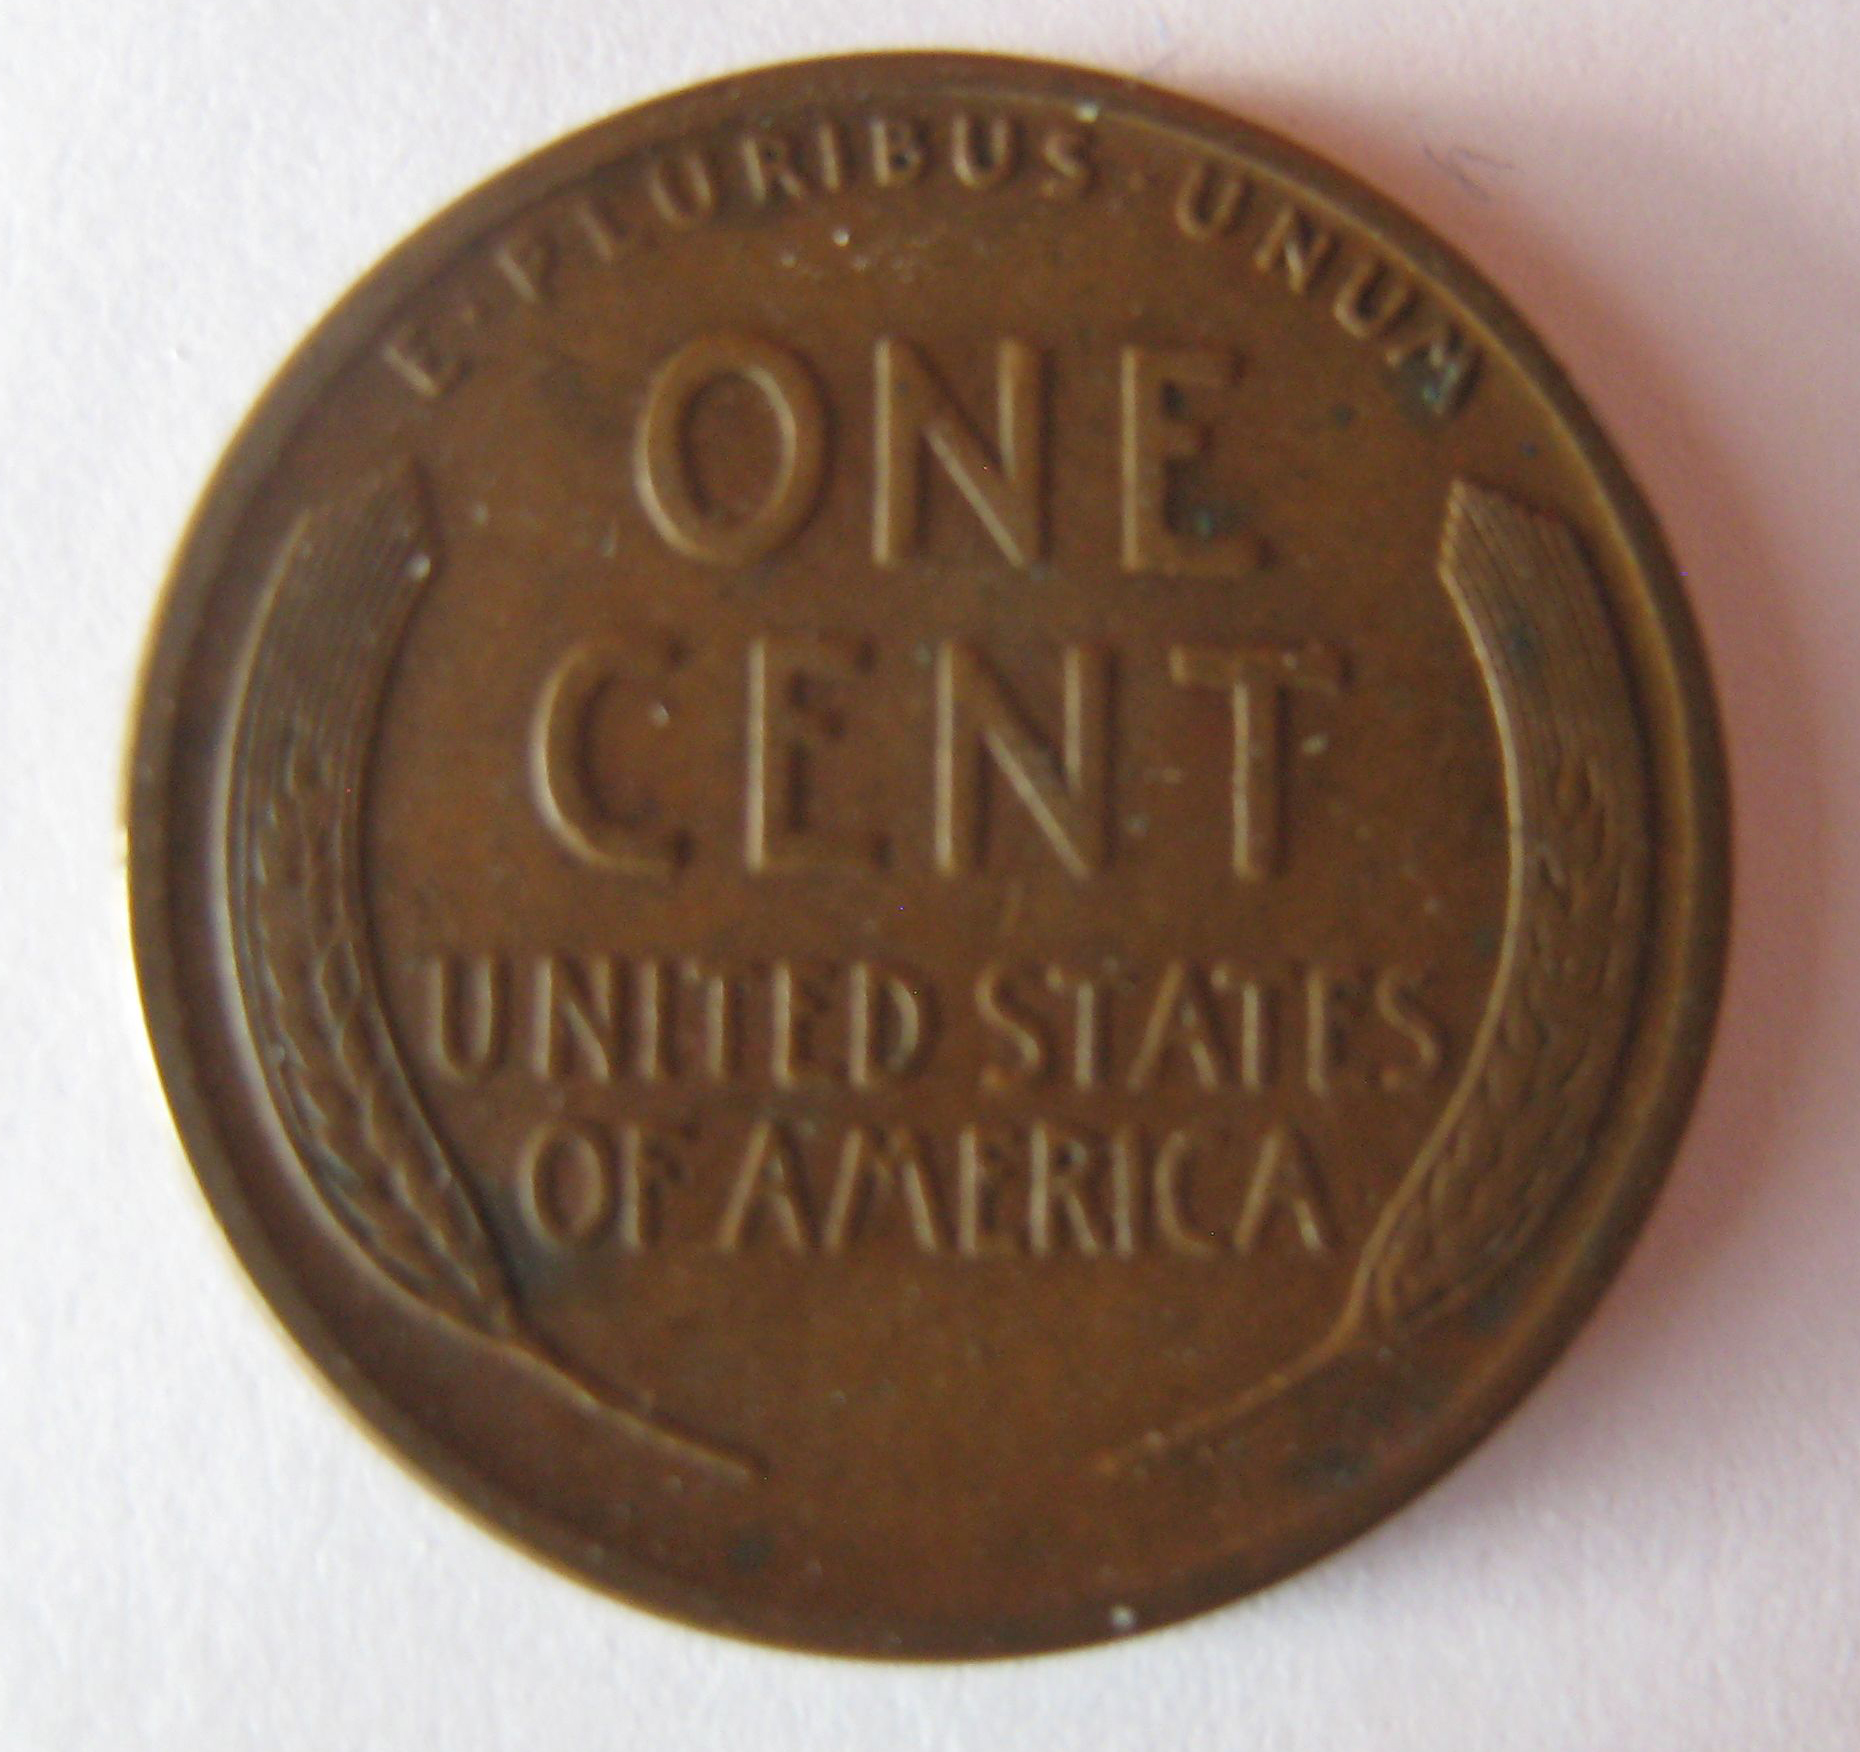 E·PLURIBUS·UNUM
ONE
CENT
UNITED STATES
OF AMERICA